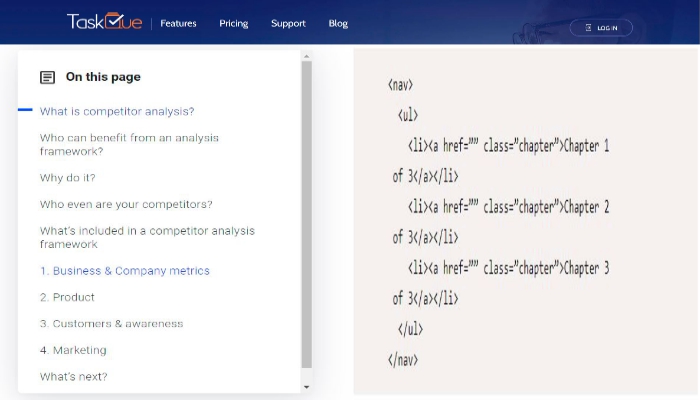 TaskQue
Features
Pricing
Support
Blog
LOG IN
On this page
What is competitor analysis?
Who can benefit from an analysis
framework?
Why do it?
Who even are your competitors?
What's included in a competitor analysis
framework
1. Business & Company metrics
2. Product
3. Customers & awareness
4. Marketing
What's next?
<nav>
<ul>
<li><a href="" class="chapter">Chapter 1
of 3</a></li>
<li><a href="" class="chapter">Chapter 2
of 3</a></li>
<li><a href="" class="chapter">Chapter 3
of 3</a></li>
</ul>
</nav>